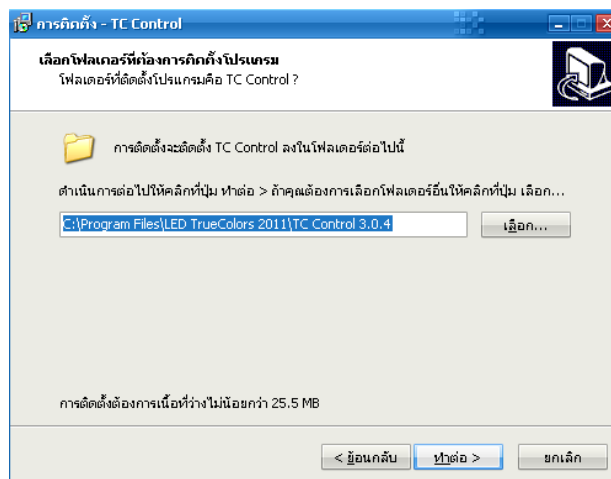 การติดตั้ง - TC Control
เลือกโฟลเดอร์ที่ต้องการติดตั้งโปรแกรม
โฟลเดอร์ที่ติดตั้งโปรแกรมคือ TC Control ?
การติดตั้งจะติดตั้ง TC Control ลงในโฟลเดอร์ต่อไปนี้
ดำเนินการต่อไปให้คลิกที่ปุ่ม ทำต่อ > ถ้าคุณต้องการเลือกโฟลเดอร์อื่นให้คลิกที่ปุ่ม เลือก...
C:\Program Files\LED TrueColors 2011\TC Control 3.0.4
เลือก...
การติดตั้งต้องการเนื้อที่ว่างไม่น้อยกว่า 25.5 MB
< ย้อนกลับ
ทำต่อ >
ยกเลิก